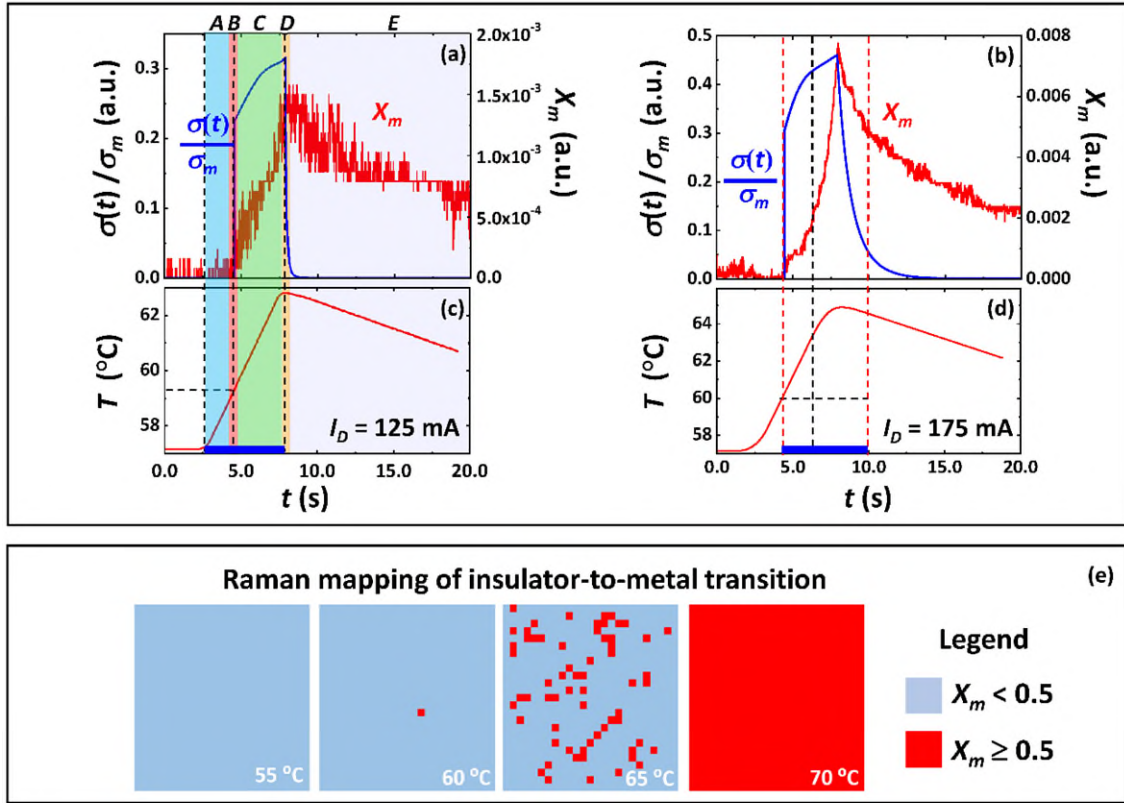 A B C D E
(a)
0.3
0.2
0.1
0.0
σ(t)/σm (a.u.)
σ(t)
σm
Xm
2.0x10-3
1.5x10-3
1.0x10-3
5.0x10-4
0.0
Xm (a.u.)
(b)
0.5
0.4
0.3
0.2
0.1
0.0
σ(t)/σm (a.u.)
σ(t)
σm
Xm
0.008
0.006
0.004
0.002
0.000
Xm (a.u.)
(c)
62
60
58
T (°C)
ID = 125 mA
0.0 5.0 10.0 15.0 20.0
t (s)
(d)
64
62
60
58
T (°C)
ID = 175 mA
0.0 5.0 10.0 15.0 20.0
t (s)
Raman mapping of insulator-to-metal transition
(e)
55 °C
60 °C
65 °C
70 °C
Legend
Xm < 0.5
Xm ≥ 0.5